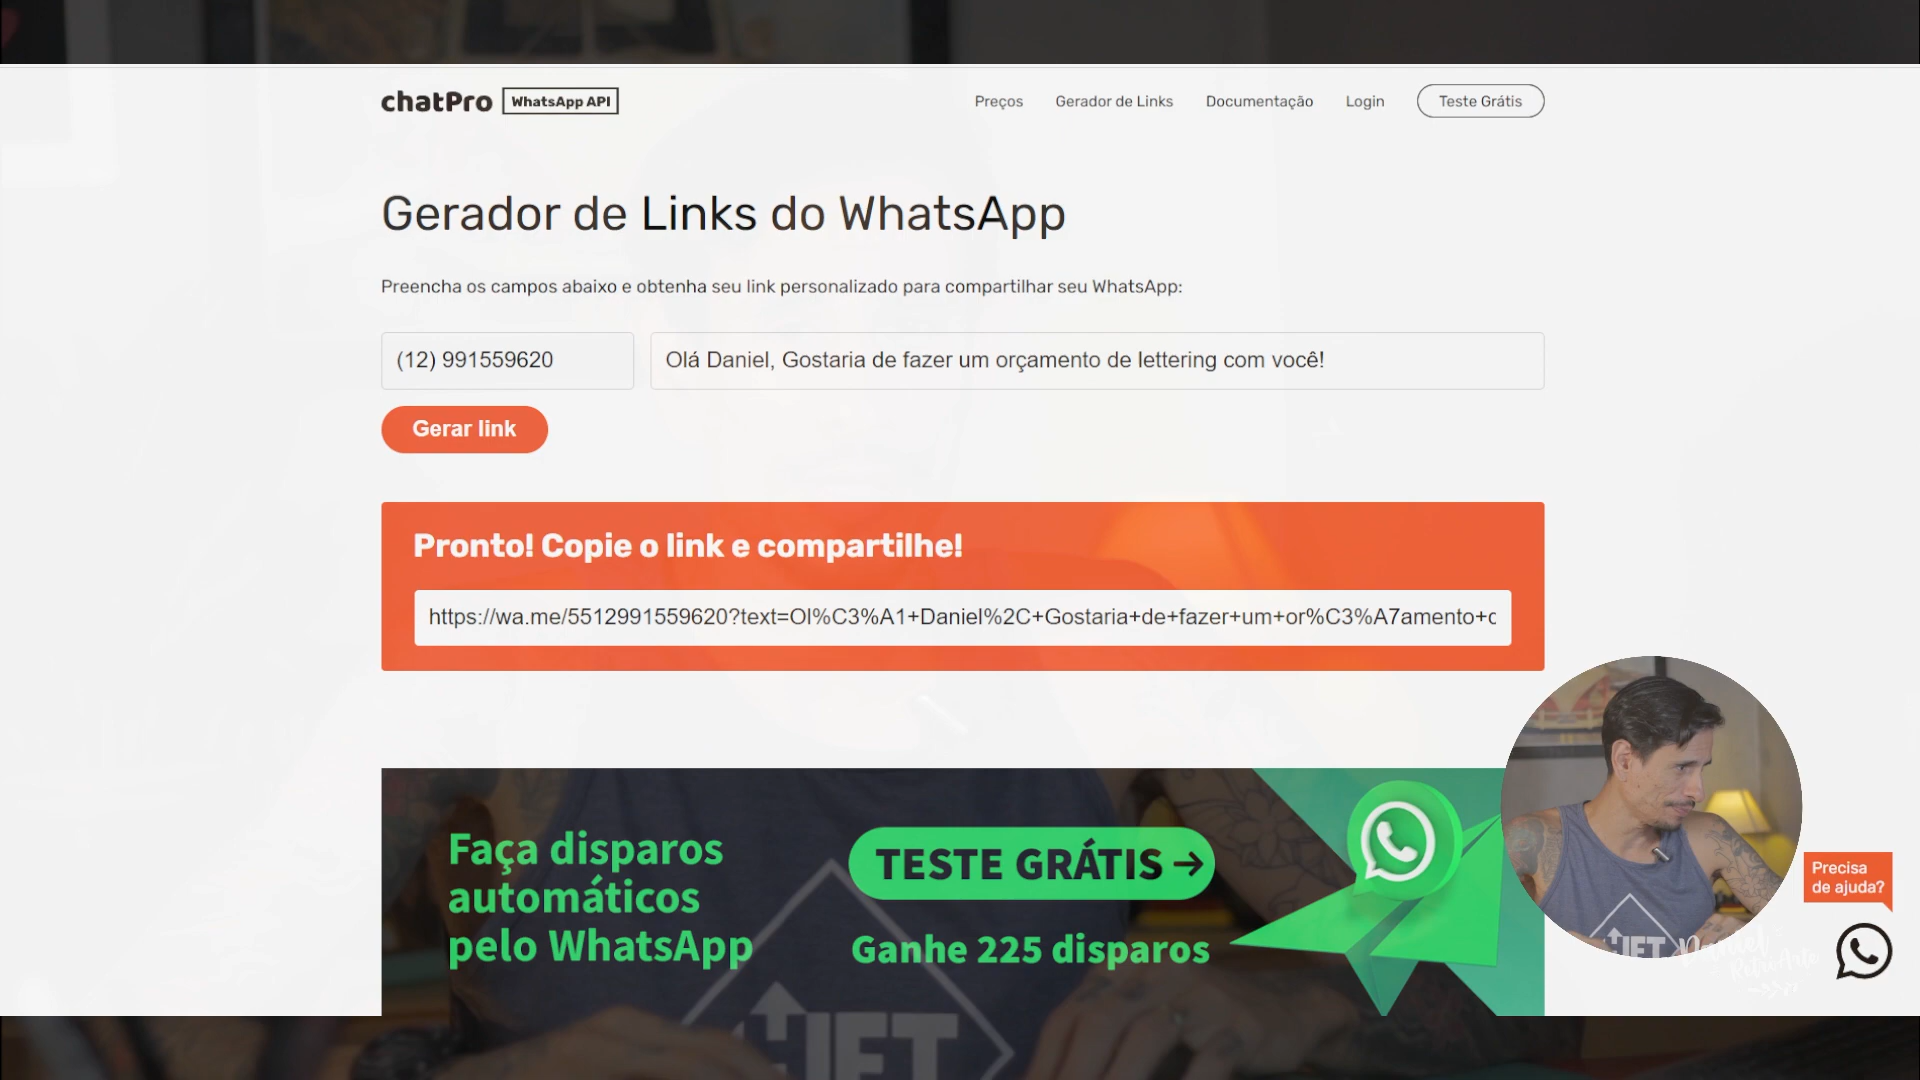 chatPro WhatsApp API
Preços Gerador de Links Documentação Login Teste Grátis
Gerador de Links do WhatsApp
Preencha os campos abaixo e obtenha seu link personalizado para compartilhar seu WhatsApp:
(12) 991559620 Olá Daniel, Gostaria de fazer um orçamento de lettering com você!
Gerar link
Pronto! Copie o link e compartilhe!
https://wa.me/5512991559620?text=Ol%C3%A1+Daniel%2C+Gostaria+de+fazer+um+or%C3%A7amento+c
Faça disparos
automáticos
pelo WhatsApp
TESTE GRÁTIS →
Ganhe 225 disparos
Precisa
de ajuda?
Daniel